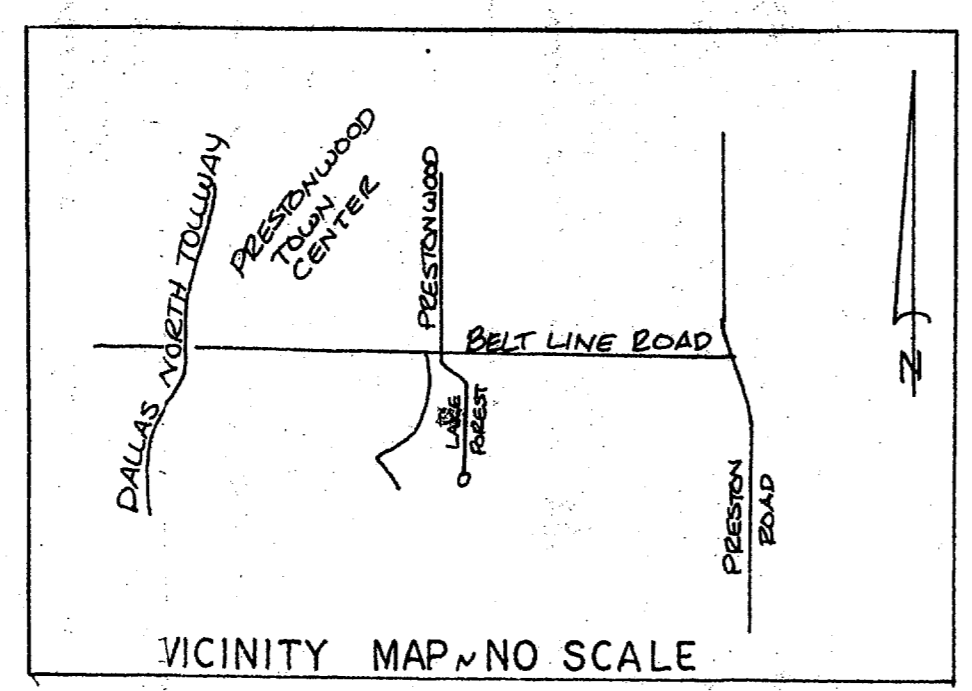 DALLAS NORTH TOLLWAY
PRESTONWOOD
TOWN
CENTER
PRESTONWOOD
BELT LINE ROAD
LAKE
FOREST
PRESTON
ROAD
N
VICINITY MAP ~ NO SCALE